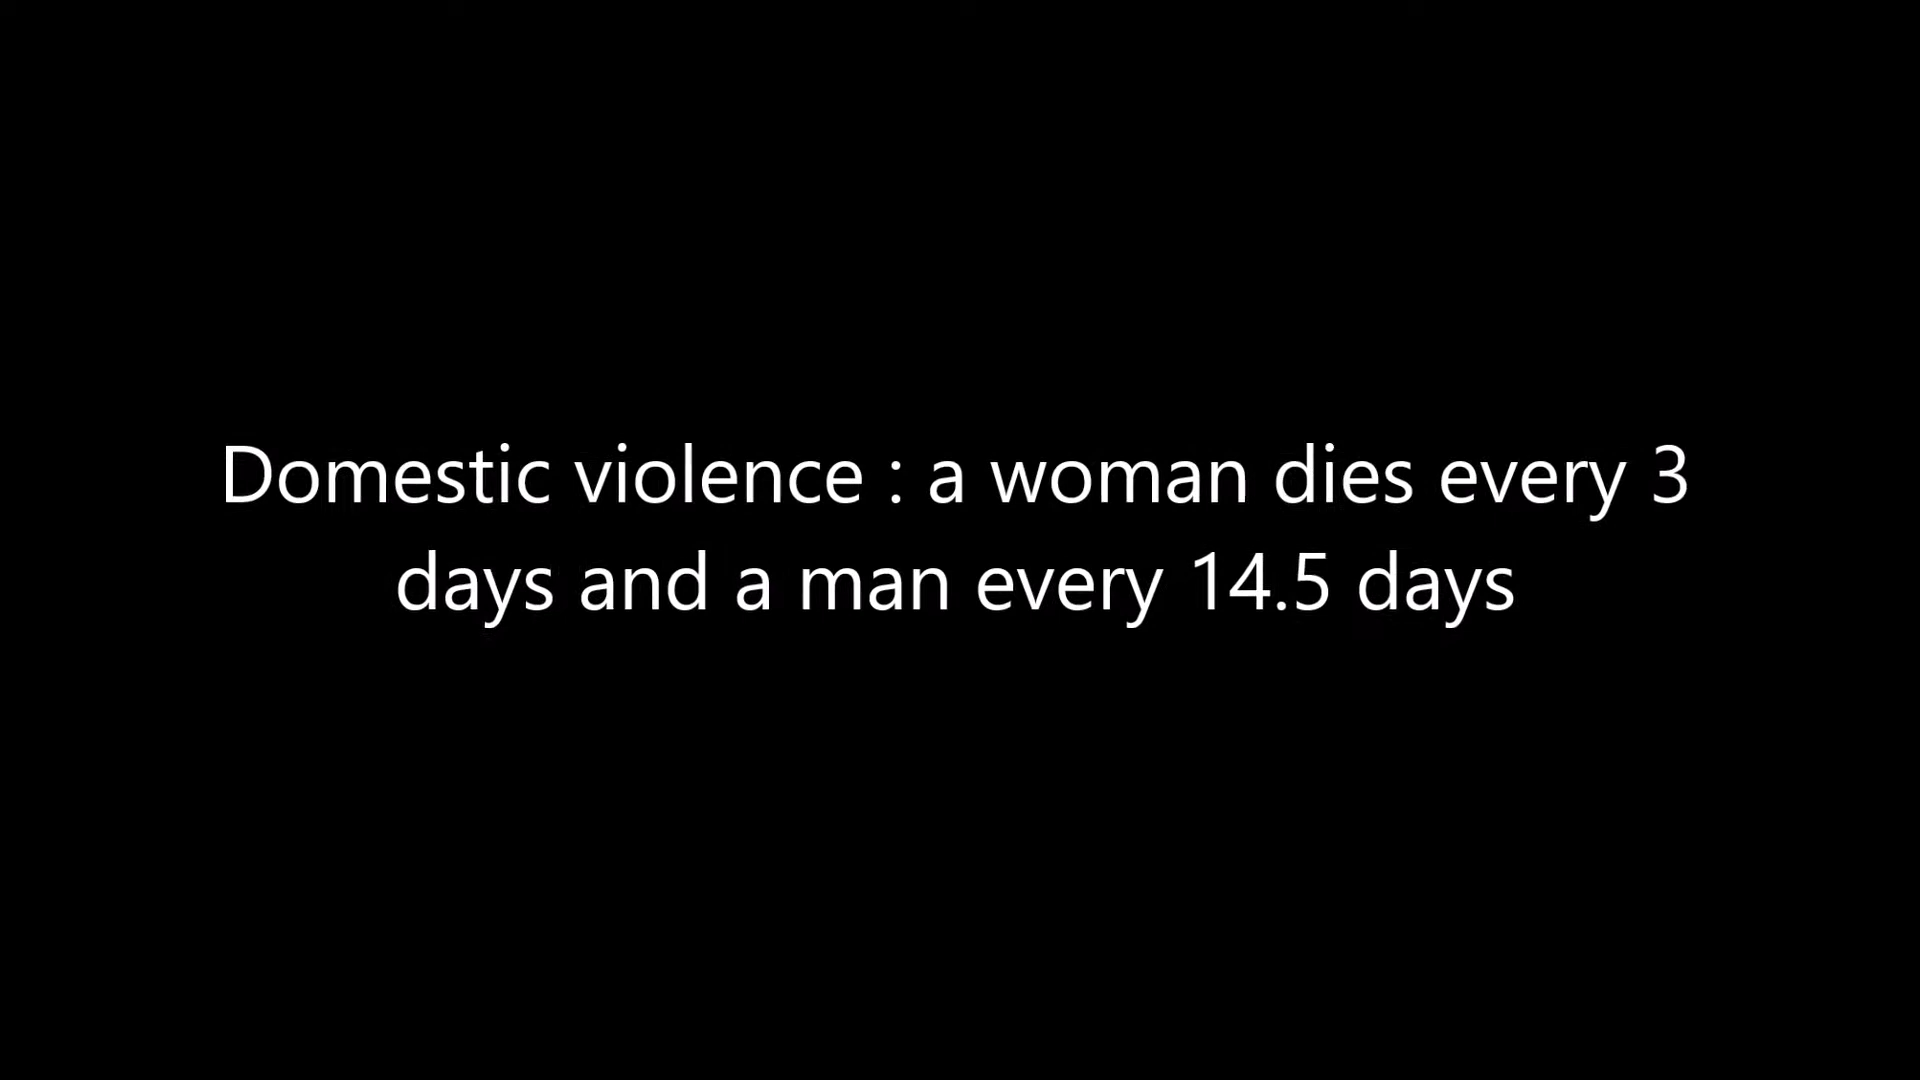 Domestic violence : a woman dies every 3
days and a man every 14.5 days